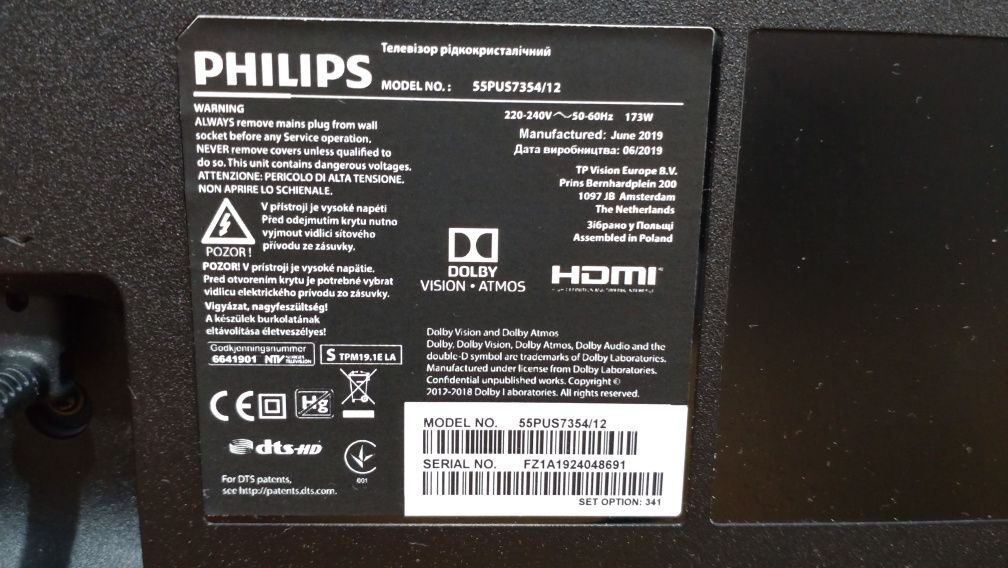 PHILIPS
Телевізор рідкокристалічний
MODEL NO.: 55PUS7354/12
WARNING
ALWAYS remove mains plug from wall
socket before any Service operation.
NEVER remove covers unless qualified to
do so. This unit contains dangerous voltages.
ATTENZIONE: PERICOLO DI ALTA TENSIONE.
NON APRIRE LO SCHIENALE.
V přístroji je vysoké napětí
Před odejmutím krytu nutno
vyjmout vidlici síťového
přívodu ze zásuvky.
POZOR!
POZOR! V prístroji je vysoké napätie.
Pred otvorením krytu je potrebné vybrat
vidlicu elektrického prívodu zo zásuvky.
Vigyázat, nagyfeszültség!
A készülek burkolatának
eltávolítása életveszélyes!
Godkjenningsnummer
6641901 NTV
S TPM19.1E LA
CE Hg
dts-HD
001
For DTS patents,
see http://patents.dts.com.
220-240V~50-60Hz 173W
Manufactured: June 2019
Дата виробництва: 06/2019
TP Vision Europe B.V.
Prins Bernhardplein 200
1097 JB Amsterdam
The Netherlands
Зібрано у Польщі
Assembled in Poland
DOLBY
VISION·ATMOS
HDMI
Dolby Vision and Dolby Atmos
Dolby, Dolby Vision, Dolby Atmos, Dolby Audio and the
double-D symbol are trademarks of Dolby Laboratories.
Manufactured under license from Dolby Laboratories.
Confidential unpublished works. Copyright ©
2012-2018 Dolby Laboratories. All rights reserved.
MODEL NO. 55PUS7354/12
SERIAL NO. FZ1A1924048691
SET OPTION: 341